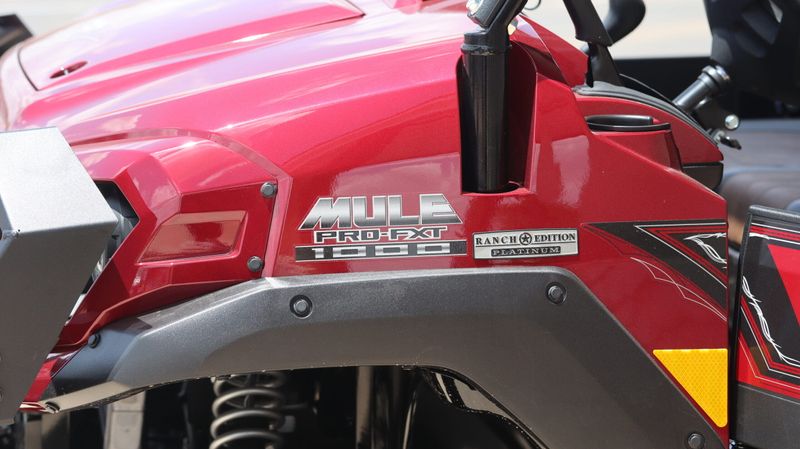 MULE
PRO-FXT
1000
RANCH EDITION
PLATINUM